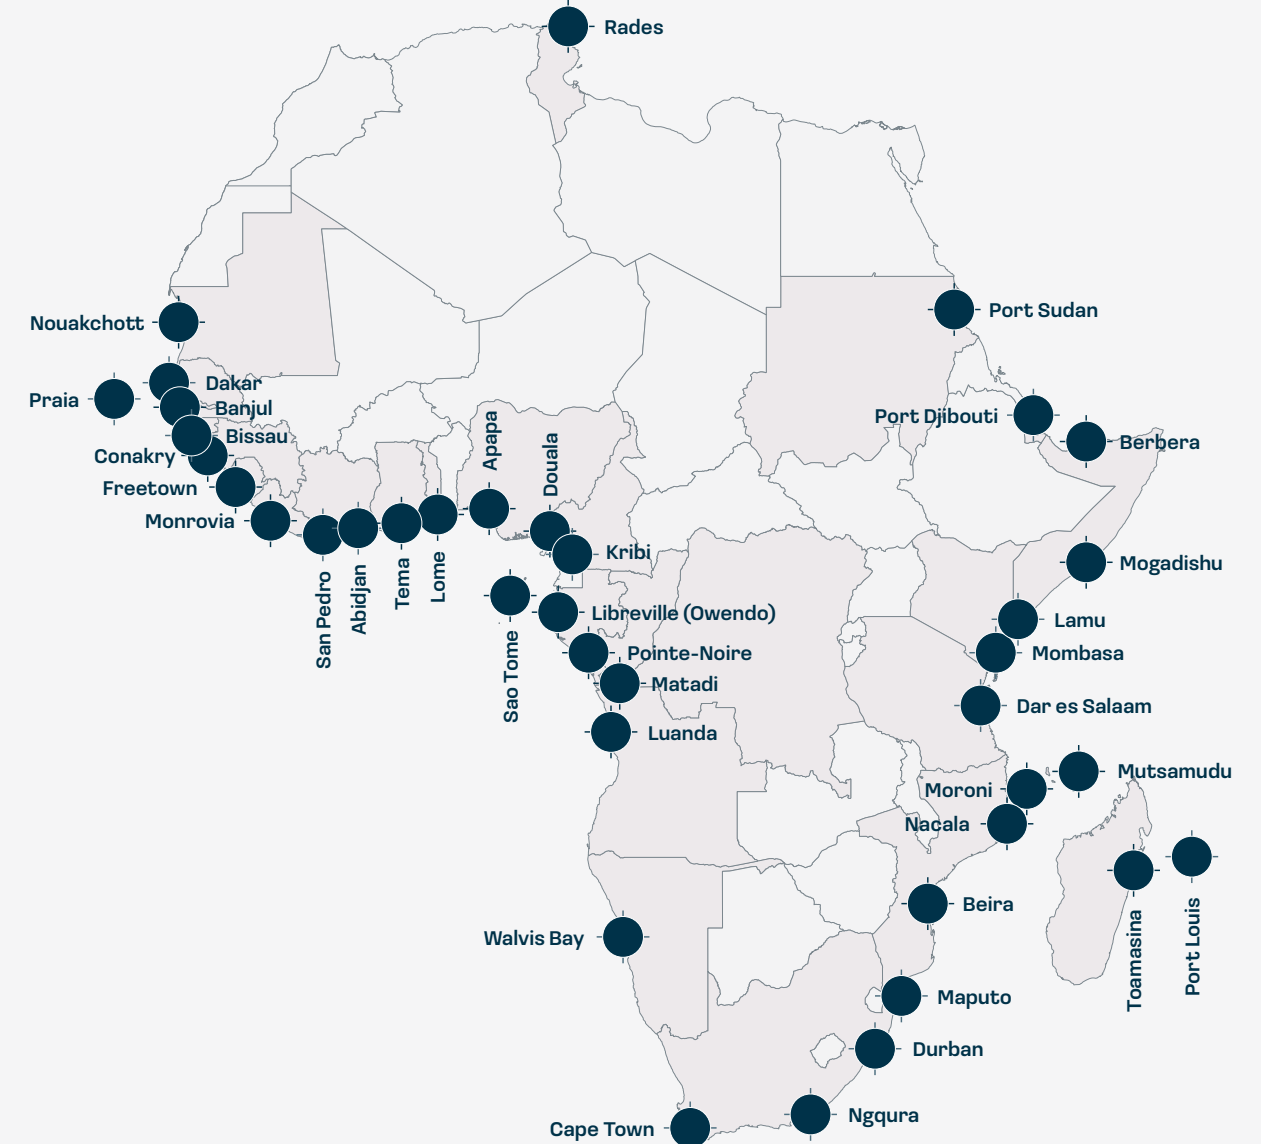 Rades
Port Sudan
Nouakchott
Dakar
Praia
Banjul
Port Djibouti
Bissau
Berbera
Conakry
Apapa
Douala
Freetown
Monrovia
Kribi
Mogadishu
San Pedro
Abidjan
Tema
Lome
Libreville (Owendo)
Lamu
Sao Tome
Pointe-Noire
Mombasa
Matadi
Dar es Salaam
Luanda
Mutsamudu
Moroni
Nacala
Beira
Walvis Bay
Toamasina
Port Louis
Maputo
Durban
Ngqura
Cape Town